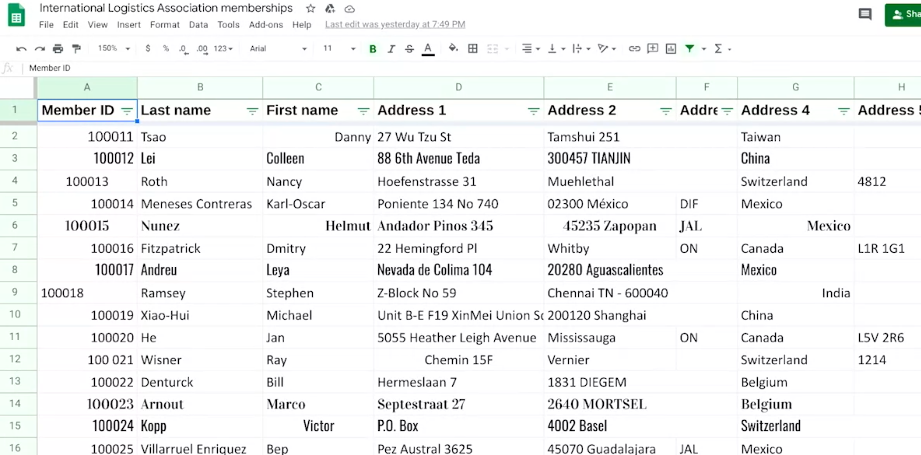 International Logistics Association memberships
File Edit View Insert Format Data Tools Add-ons Help Last edit was yesterday at 7:49 PM
150% $ % .0 .00 123 Arial 11 B I S A Σ
fx Member ID
A B C D E F G H
1 Member ID Last name First name Address 1 Address 2 Addre Address 4 Address
2 100011 Tsao Danny 27 Wu Tzu St Tamshui 251 Taiwan
3 100012 Lei Colleen 88 6th Avenue Teda 300457 TIANJIN China
4 100013 Roth Nancy Hoefenstrasse 31 Muehlethal Switzerland 4812
5 100014 Meneses Contreras Karl-Oscar Poniente 134 No 740 02300 México DIF Mexico
6 100015 Nunez Helmut Andador Pinos 345 45235 Zapopan JAL Mexico
7 100016 Fitzpatrick Dmitry 22 Hemingford Pl Whitby ON Canada L1R 1G1
8 100017 Andreu Leya Nevada de Colima 104 20280 Aguascalientes Mexico
9 100018 Ramsey Stephen Z-Block No 59 Chennai TN - 600040 India
10 100019 Xiao-Hui Michael Unit B-E F19 XinMei Union Sq 200120 Shanghai China
11 100020 He Jan 5055 Heather Leigh Avenue Mississauga ON Canada L5V 2R6
12 100 021 Wisner Ray Chemin 15F Vernier Switzerland 1214
13 100022 Denturck Bill Hermeslaan 7 1831 DIEGEM Belgium
14 100023 Arnout Marco Septestraat 27 2640 MORTSEL Belgium
15 100024 Kopp Victor P.O. Box 4002 Basel Switzerland
16 100025 Villarruel Enriquez Bep Pez Austral 3625 45070 Guadalajara JAL Mexico